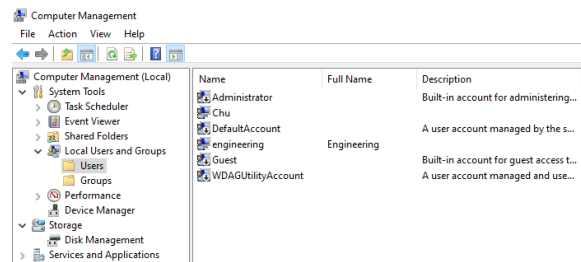 Computer Management
File Action View Help
Computer Management (Local)
System Tools
Task Scheduler
Event Viewer
Shared Folders
Local Users and Groups
Users
Groups
Performance
Device Manager
Storage
Disk Management
Services and Applications
Name Full Name Description
Administrator Built-in account for administering...
Chu
DefaultAccount A user account managed by the s...
engineering Engineering
Guest Built-in account for guest access t...
WDAGUtilityAccount A user account managed and use...